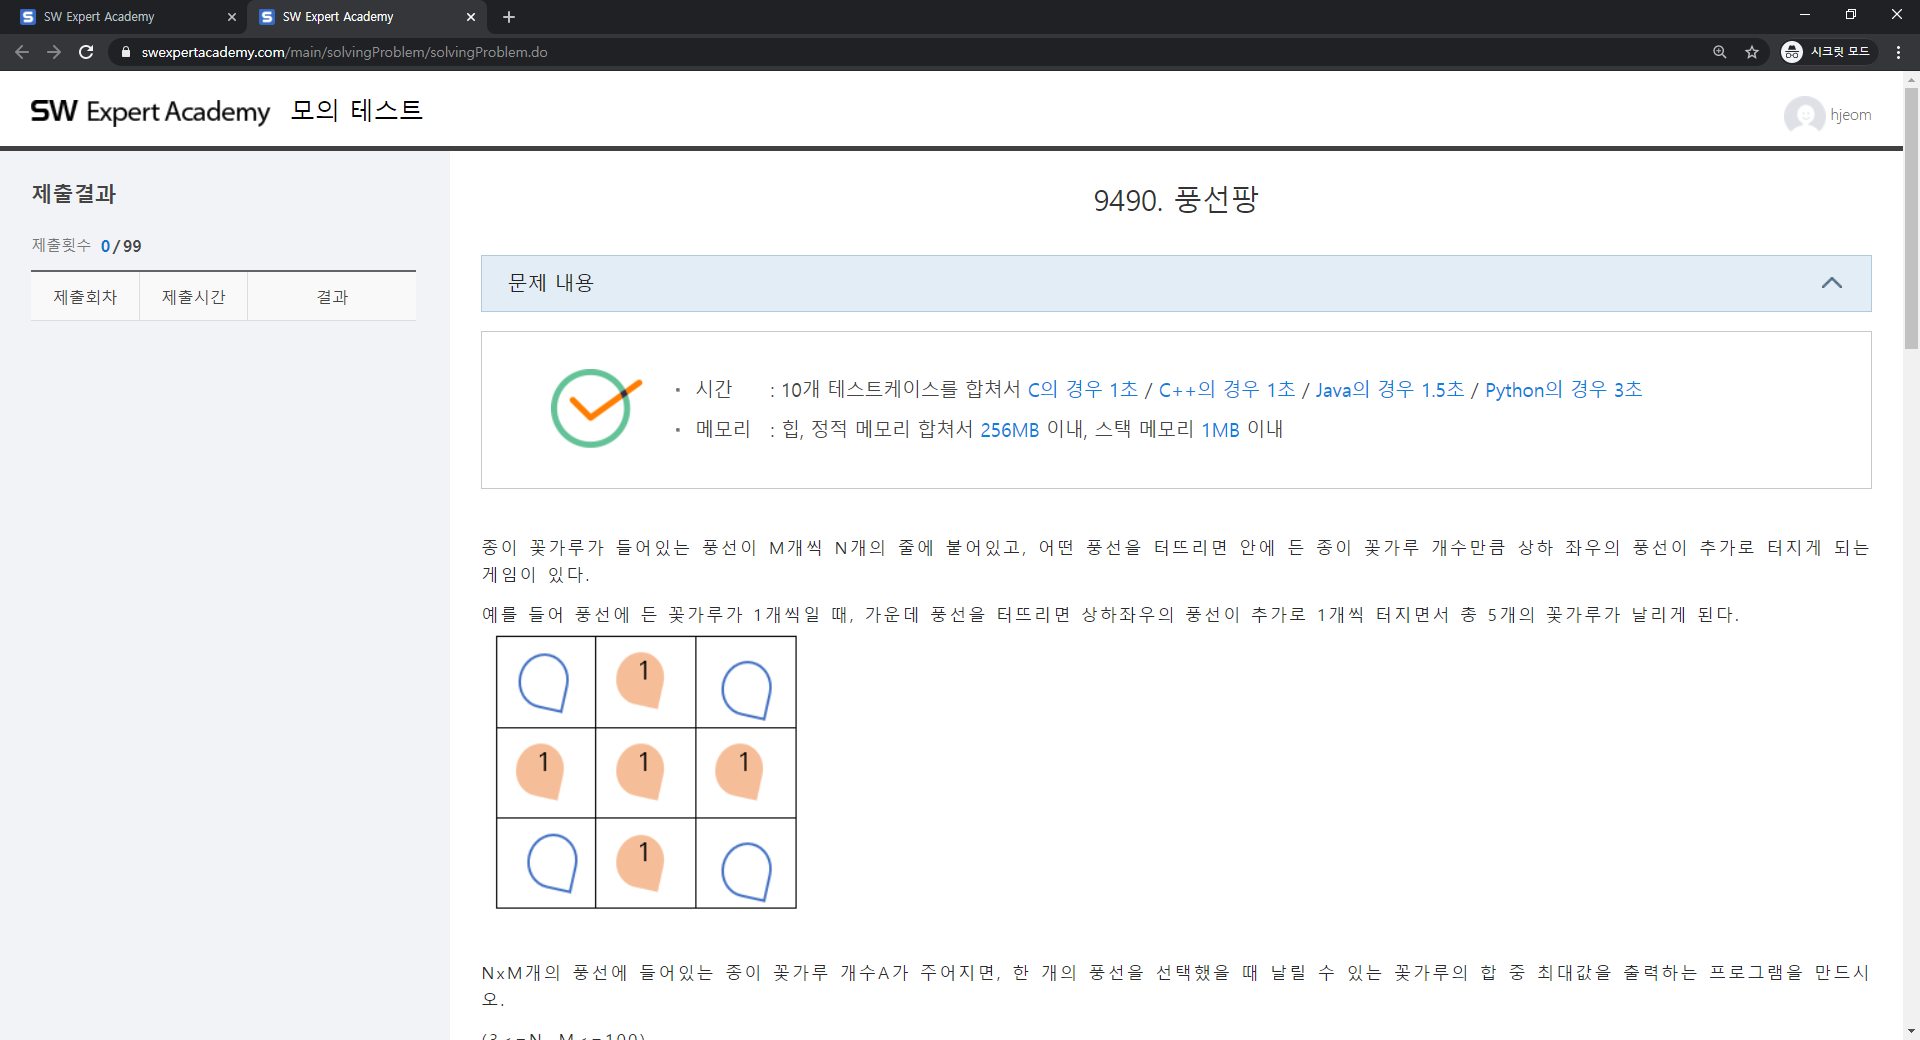 SW Expert Academy
SW Expert Academy
swexpertacademy.com/main/solvingProblem/solvingProblem.do
시크릿 모드
SW Expert Academy 모의 테스트
hjeom
제출결과
제출횟수 0/99
제출회차 제출시간 결과
9490. 풍선팡
문제 내용
· 시간 : 10개 테스트케이스를 합쳐서 C의 경우 1초 / C++의 경우 1초 / Java의 경우 1.5초 / Python의 경우 3초
· 메모리 : 힙, 정적 메모리 합쳐서 256MB 이내, 스택 메모리 1MB 이내
종이 꽃가루가 들어있는 풍선이 M개씩 N개의 줄에 붙어있고, 어떤 풍선을 터뜨리면 안에 든 종이 꽃가루 개수만큼 상하 좌우의 풍선이 추가로 터지게 되는
게임이 있다.
예를 들어 풍선에 든 꽃가루가 1개씩일 때, 가운데 풍선을 터뜨리면 상하좌우의 풍선이 추가로 1개씩 터지면서 총 5개의 꽃가루가 날리게 된다.
1
1 1 1
1
NxM개의 풍선에 들어있는 종이 꽃가루 개수A가 주어지면, 한 개의 풍선을 선택했을 때 날릴 수 있는 꽃가루의 합 중 최대값을 출력하는 프로그램을 만드시
오.
(3<=N, M<=100)